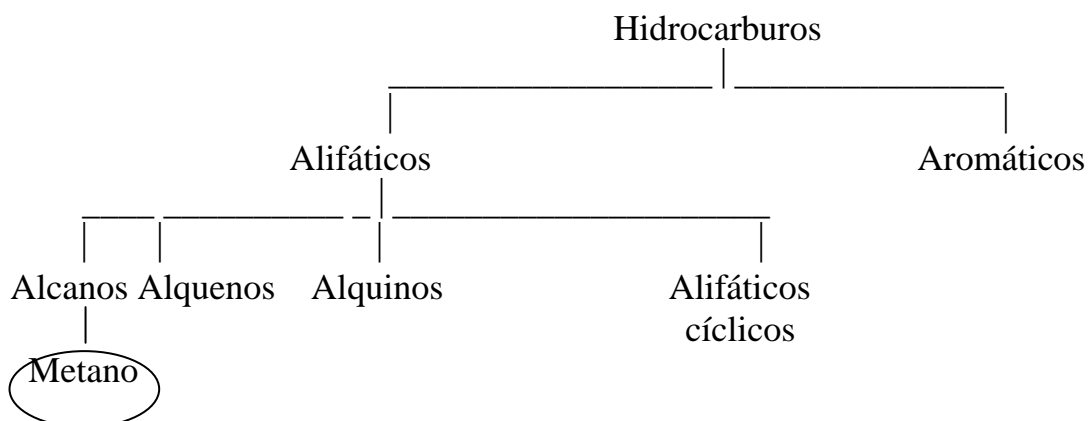 Hidrocarburos
Alifáticos Aromáticos
Alcanos Alquenos Alquinos Alifáticos
cíclicos
Metano